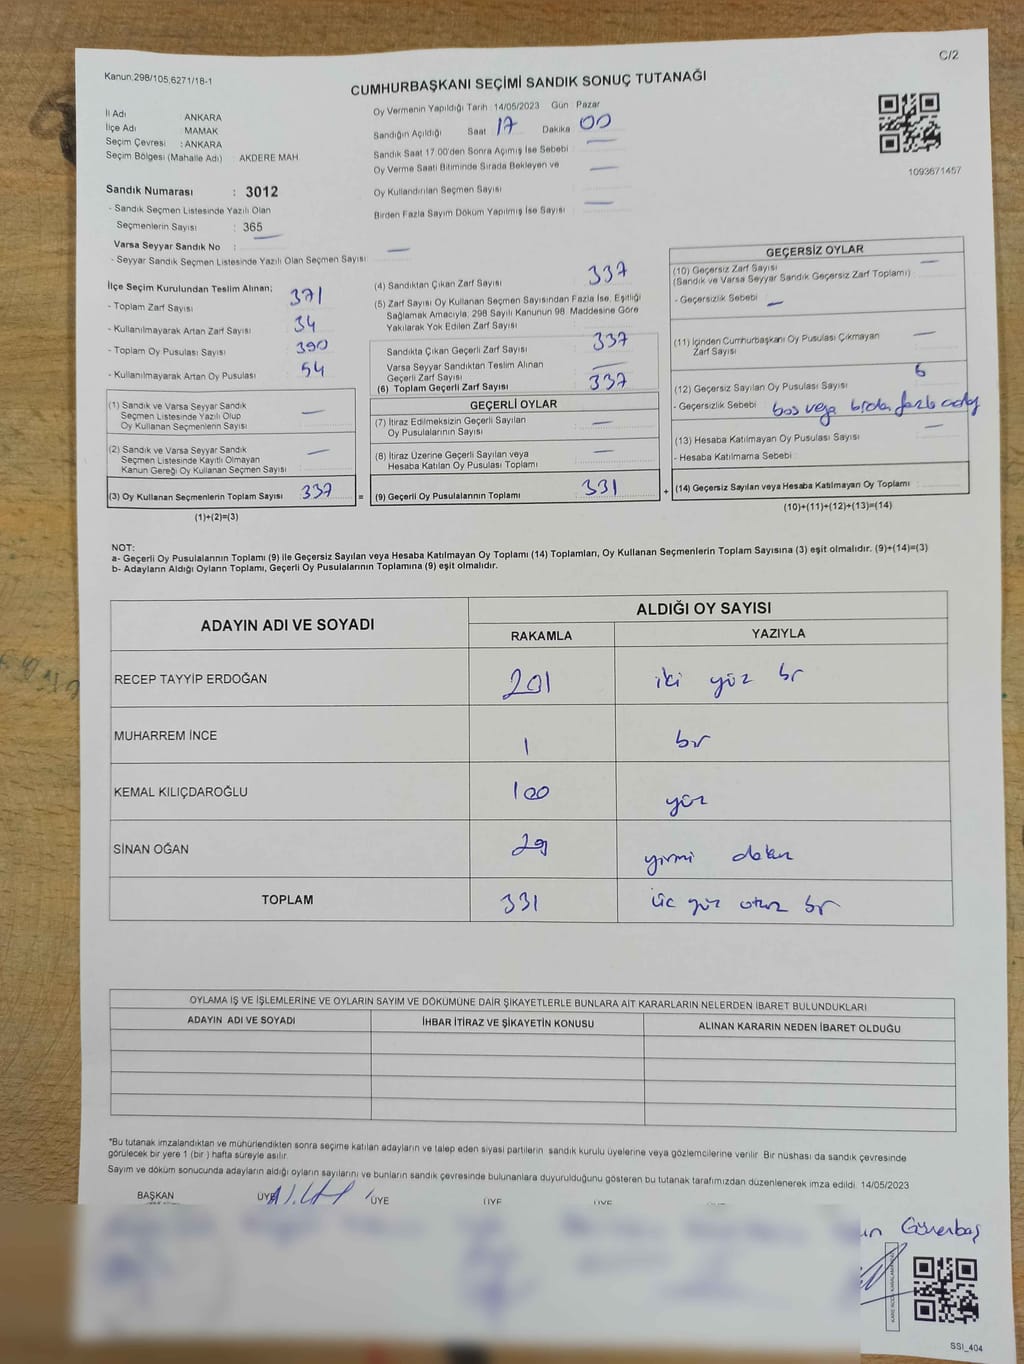 C/2
Kanun.298/105,6271/18-1
CUMHURBAŞKANI SEÇİMİ SANDIK SONUÇ TUTANAĞI
İl Adı ANKARA
İlçe Adı MAMAK
Seçim Çevresi : ANKARA
Seçim Bölgesi (Mahalle Adı) : AKDERE MAH
Oy Vermenin Yapıldığı Tarih 14/05/2023 Gün Pazar
Sandığın Açıldığı Saat 17 Dakika 00
Sandık Saat 17.00'den Sonra Açımış İse Sebebi —
Oy Verme Saati Bitiminde Sırada Bekleyen ve —
Oy Kullandırılan Seçmen Sayısı
Birden Fazla Sayım Döküm Yapılmış İse Sayısı —
1093671457
Sandık Numarası : 3012
- Sandık Seçmen Listesinde Yazılı Olan
Seçmenlerin Sayısı : 365
Varsa Seyyar Sandık No : —
- Seyyar Sandık Seçmen Listesinde Yazılı Olan Seçmen Sayısı : —
İlçe Seçim Kurulundan Teslim Alınan;
- Toplam Zarf Sayısı : 371
- Kullanılmayarak Artan Zarf Sayısı : 34
- Toplam Oy Pusulası Sayısı : 390
- Kullanılmayarak Artan Oy Pusulası : 54
(1) Sandık ve Varsa Seyyar Sandık
Seçmen Listesinde Yazılı Olup
Oy Kullanan Seçmenlerin Sayısı : —
(2) Sandık ve Varsa Seyyar Sandık
Seçmen Listesinde Kayıtlı Olmayan
Kanun Gereği Oy Kullanan Seçmen Sayısı : —
(3) Oy Kullanan Seçmenlerin Toplam Sayısı : 337
(1)+(2)=(3)
(4) Sandıktan Çıkan Zarf Sayısı : 337
(5) Zarf Sayısı Oy Kullanan Seçmen Sayısından Fazla İse, Eşitliği
Sağlamak Amacıyla, 298 Sayılı Kanunun 98. Maddesine Göre
Yakılarak Yok Edilen Zarf Sayısı :
Sandıkta Çıkan Geçerli Zarf Sayısı : 337
Varsa Seyyar Sandıktan Teslim Alınan
Geçerli Zarf Sayısı : —
(6) Toplam Geçerli Zarf Sayısı : 337
GEÇERLİ OYLAR
(7) İtiraz Edilmeksizin Geçerli Sayılan
Oy Pusulalarının Sayısı : —
(8) İtiraz Üzerine Geçerli Sayılan veya
Hesaba Katılan Oy Pusulası Toplamı : —
= (9) Geçerli Oy Pusulalarının Toplamı : 331
GEÇERSİZ OYLAR
(10) Geçersiz Zarf Sayısı : —
(Sandık ve Varsa Seyyar Sandık Geçersiz Zarf Toplamı)
- Geçersizlik Sebebi : —
(11) İçinden Cumhurbaşkanı Oy Pusulası Çıkmayan
Zarf Sayısı : —
(12) Geçersiz Sayılan Oy Pusulası Sayısı : 6
- Geçersizlik Sebebi : boş veya birden fazla aday
(13) Hesaba Katılmayan Oy Pusulası Sayısı : —
- Hesaba Katılmama Sebebi :
+ (14) Geçersiz Sayılan veya Hesaba Katılmayan Oy Toplamı :
(10)+(11)+(12)+(13)=(14)
NOT:
a- Geçerli Oy Pusulalarının Toplamı (9) ile Geçersiz Sayılan veya Hesaba Katılmayan Oy Toplamı (14) Toplamları, Oy Kullanan Seçmenlerin Toplam Sayısına (3) eşit olmalıdır. (9)+(14)=(3)
b- Adayların Aldığı Oyların Toplamı, Geçerli Oy Pusulalarının Toplamına (9) eşit olmalıdır.
ADAYIN ADI VE SOYADI
ALDIĞI OY SAYISI
RAKAMLA YAZIYLA
RECEP TAYYİP ERDOĞAN 201 iki yüz bir
MUHARREM İNCE 1 bir
KEMAL KILIÇDAROĞLU 100 yüz
SİNAN OĞAN 29 yirmi dokuz
TOPLAM 331 üç yüz otuz bir
OYLAMA İŞ VE İŞLEMLERİNE VE OYLARIN SAYIM VE DÖKÜMÜNE DAİR ŞİKAYETLERLE BUNLARA AİT KARARLARIN NELERDEN İBARET BULUNDUKLARI
ADAYIN ADI VE SOYADI İHBAR İTİRAZ VE ŞİKAYETİN KONUSU ALINAN KARARIN NEDEN İBARET OLDUĞU
*Bu tutanak imzalandıktan ve mühürlendikten sonra seçime katılan adayların ve talep eden siyasi partilerin sandık kurulu üyelerine veya gözlemcilerine verilir. Bir nüshası da sandık çevresinde
görülecek bir yere 1 (bir) hafta süreyle asılır.
Sayım ve döküm sonucunda adayların aldığı oyların sayılarını ve bunların sandık çevresinde bulunanlara duyurulduğunu gösteren bu tutanak tarafımızdan düzenlenerek imza edildi. 14/05/2023
BAŞKAN ÜYE ÜYE ÜYE ÜYE
Gürerbaş
SSI_404